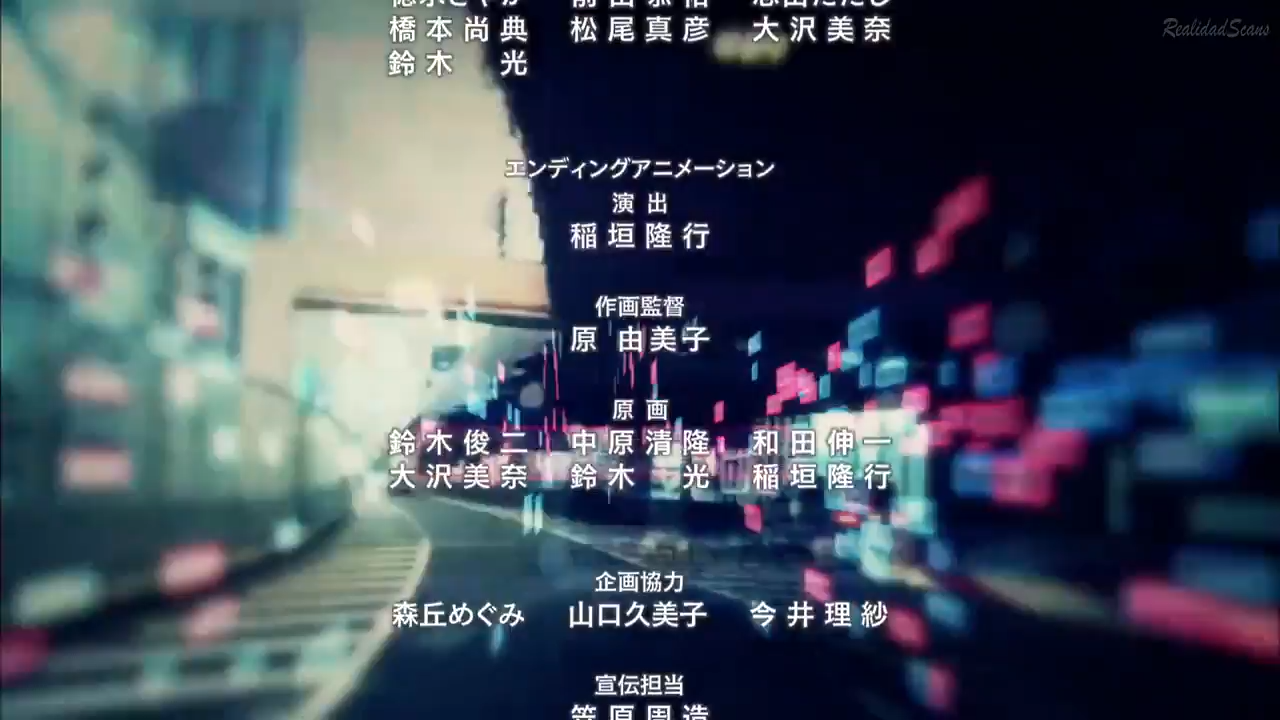 橋本尚典 松尾真彦 大沢美奈
鈴木 光
RealidadScans
エンディングアニメーション
演出
稲垣隆行
作画監督
原 由美子
原画
鈴木俊二 中原清隆 和田伸一
大沢美奈 鈴木 光 稲垣隆行
企画協力
森丘めぐみ 山口久美子 今井理紗
宣伝担当